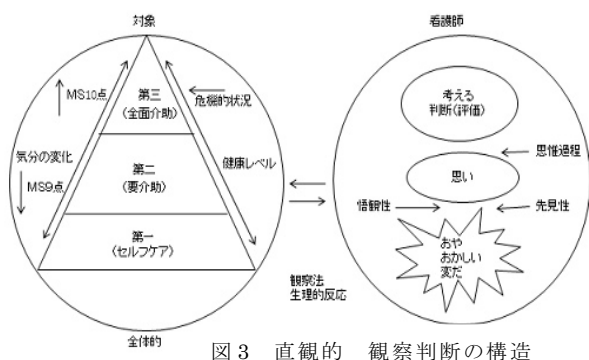 対象
看護師
MS10点
第三
(全面介助)
危機的状況
気分の変化
MS9点
第二
(要介助)
健康レベル
第一
(セルフケア)
全体的
観察法
生理的反応
考える
判断(評価)
思惟過程
思い
悟観性
先見性
おや
おかしい
変だ
図3 直観的 観察判断の構造